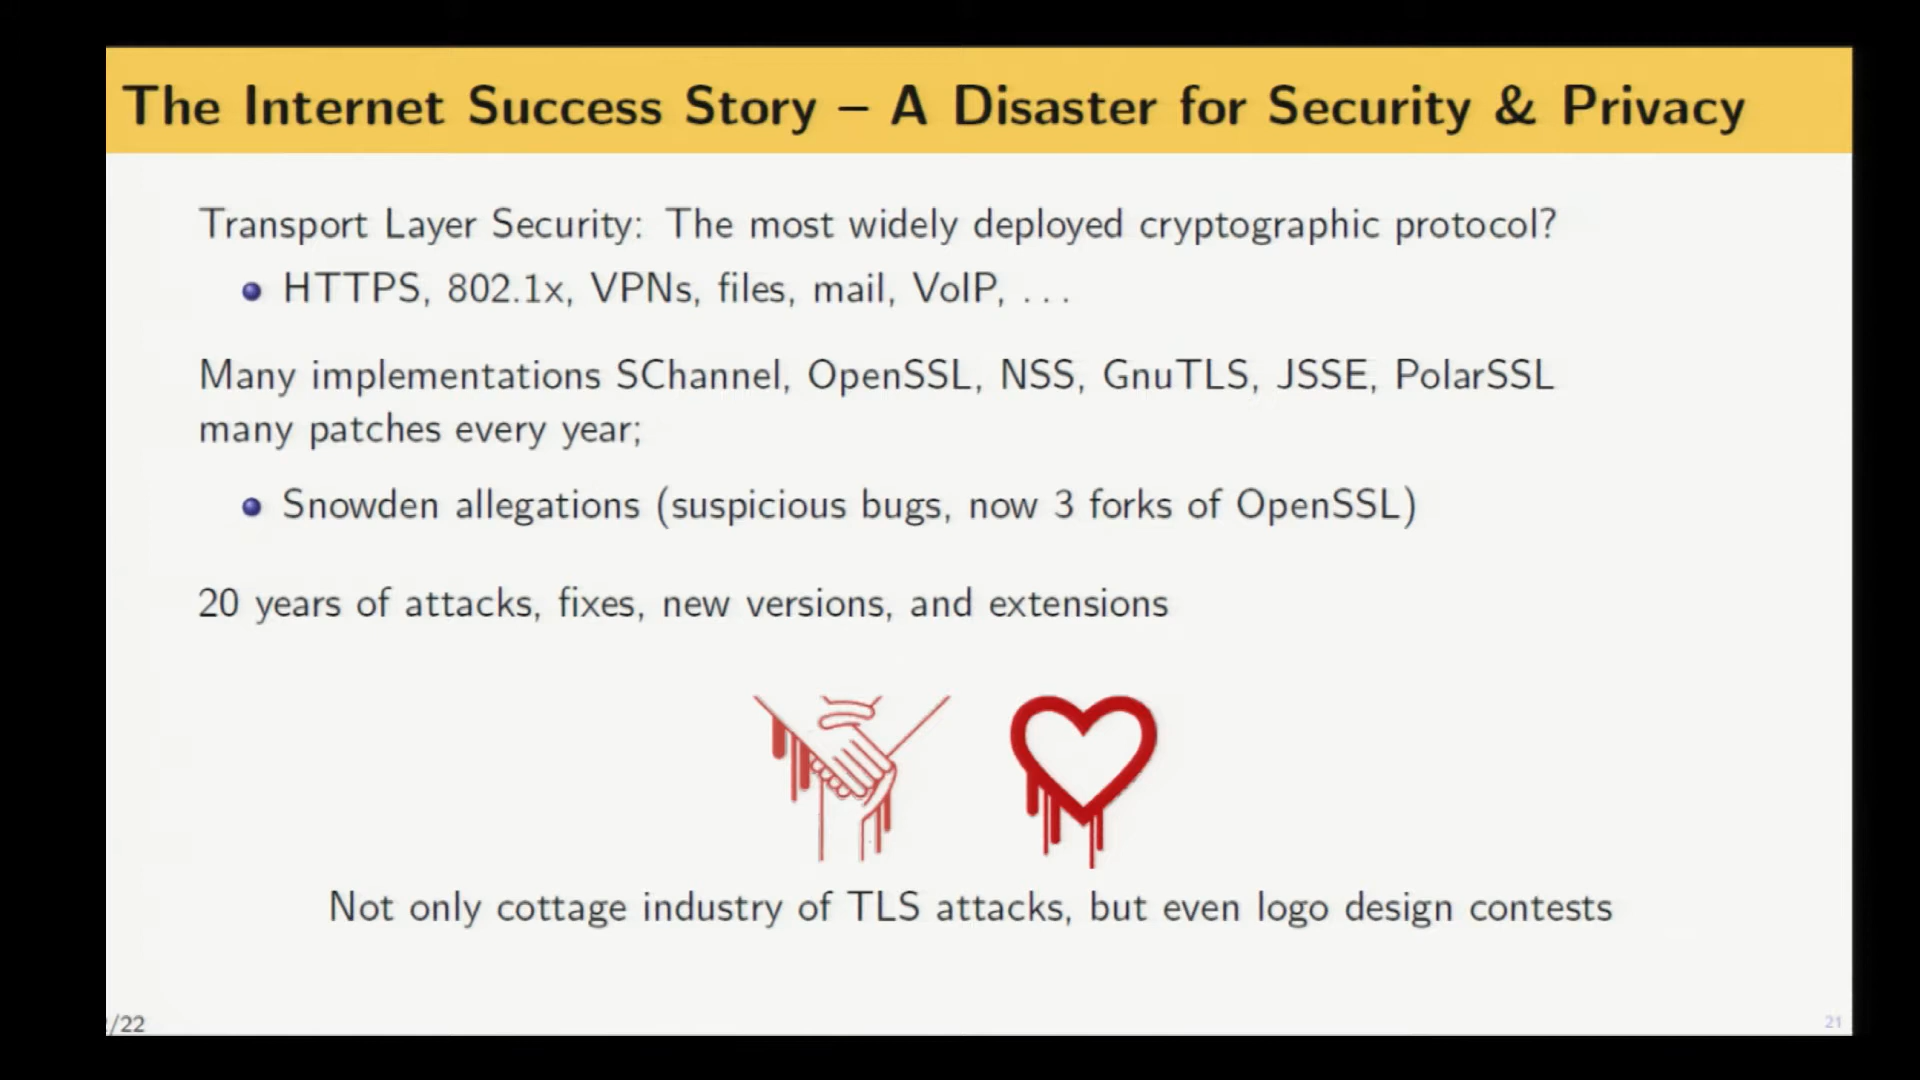 The Internet Success Story – A Disaster for Security & Privacy
Transport Layer Security: The most widely deployed cryptographic protocol?
HTTPS, 802.1x, VPNs, files, mail, VoIP, . . .
Many implementations SChannel, OpenSSL, NSS, GnuTLS, JSSE, PolarSSL
many patches every year;
Snowden allegations (suspicious bugs, now 3 forks of OpenSSL)
20 years of attacks, fixes, new versions, and extensions
Not only cottage industry of TLS attacks, but even logo design contests
/22
21